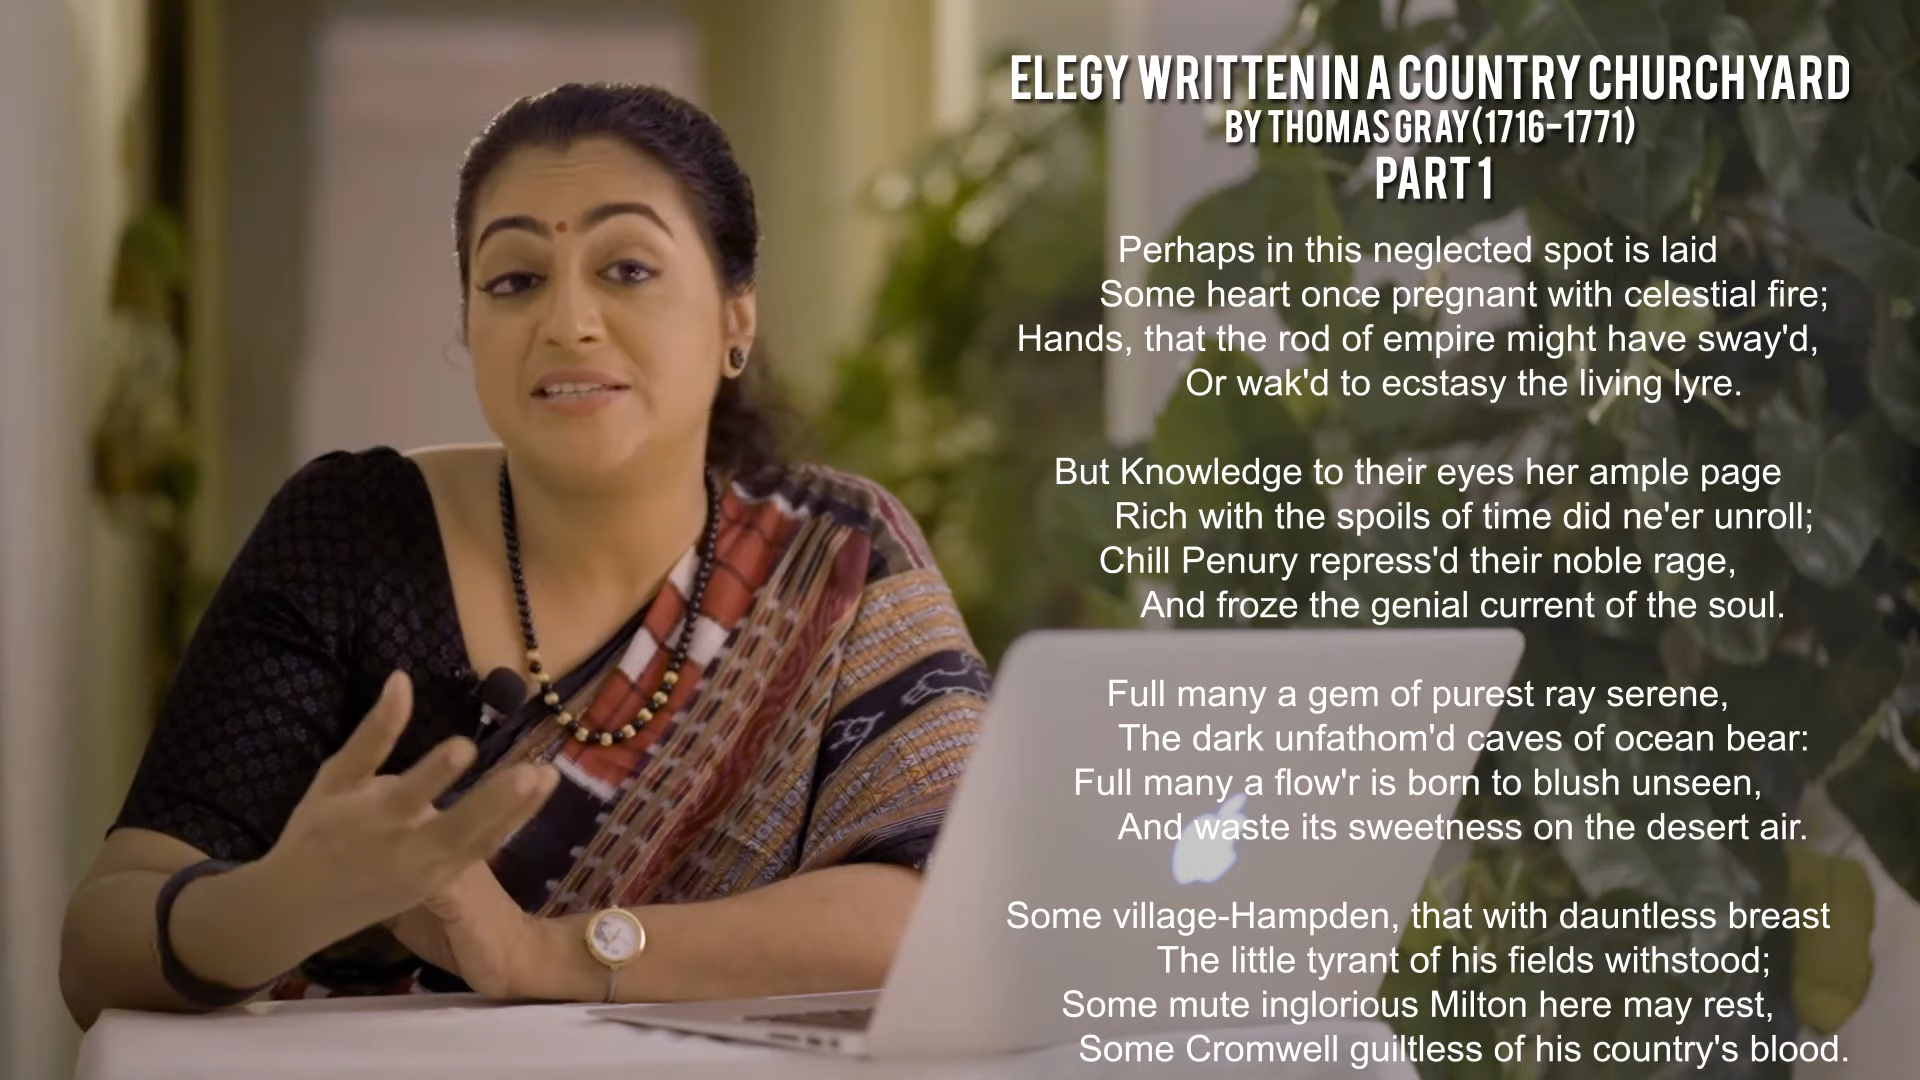 ELEGY WRITTEN IN A COUNTRY CHURCHYARD
BY THOMAS GRAY (1716-1771)
PART 1
Perhaps in this neglected spot is laid
Some heart once pregnant with celestial fire;
Hands, that the rod of empire might have sway'd,
Or wak'd to ecstasy the living lyre.
But Knowledge to their eyes her ample page
Rich with the spoils of time did ne'er unroll;
Chill Penury repress'd their noble rage,
And froze the genial current of the soul.
Full many a gem of purest ray serene,
The dark unfathom'd caves of ocean bear:
Full many a flow'r is born to blush unseen,
And waste its sweetness on the desert air.
Some village-Hampden, that with dauntless breast
The little tyrant of his fields withstood;
Some mute inglorious Milton here may rest,
Some Cromwell guiltless of his country's blood.